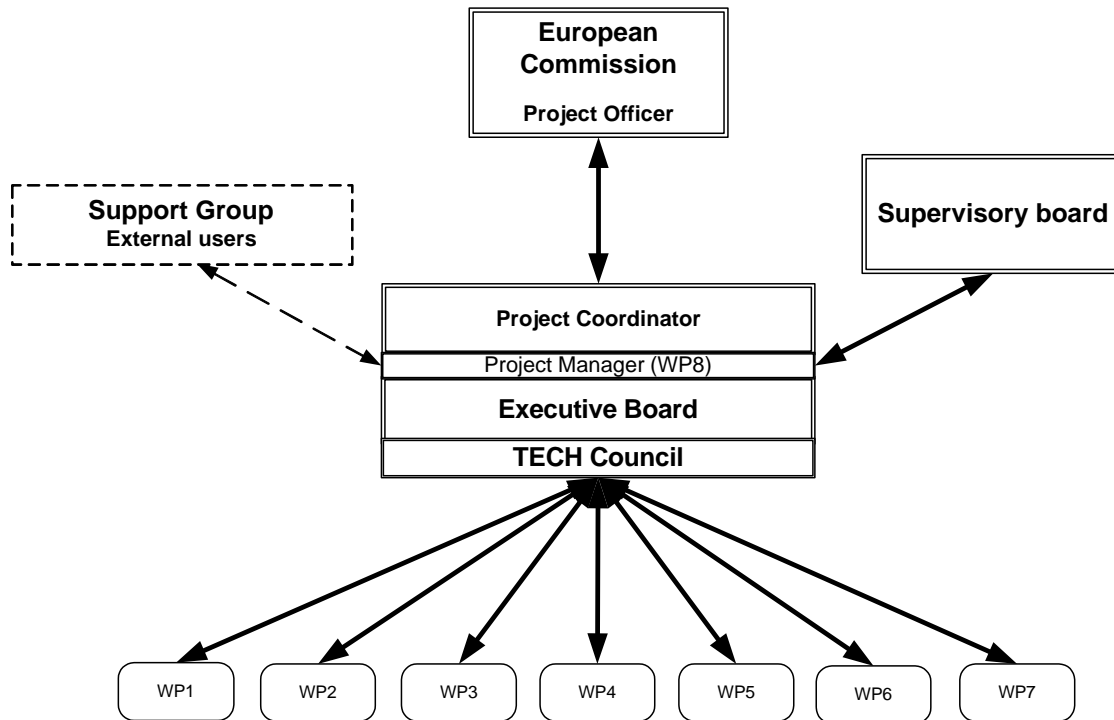 European
Commission
Project Officer
Support Group
External users
Supervisory board
Project Coordinator
Project Manager (WP8)
Executive Board
TECH Council
WP1
WP2
WP3
WP4
WP5
WP6
WP7